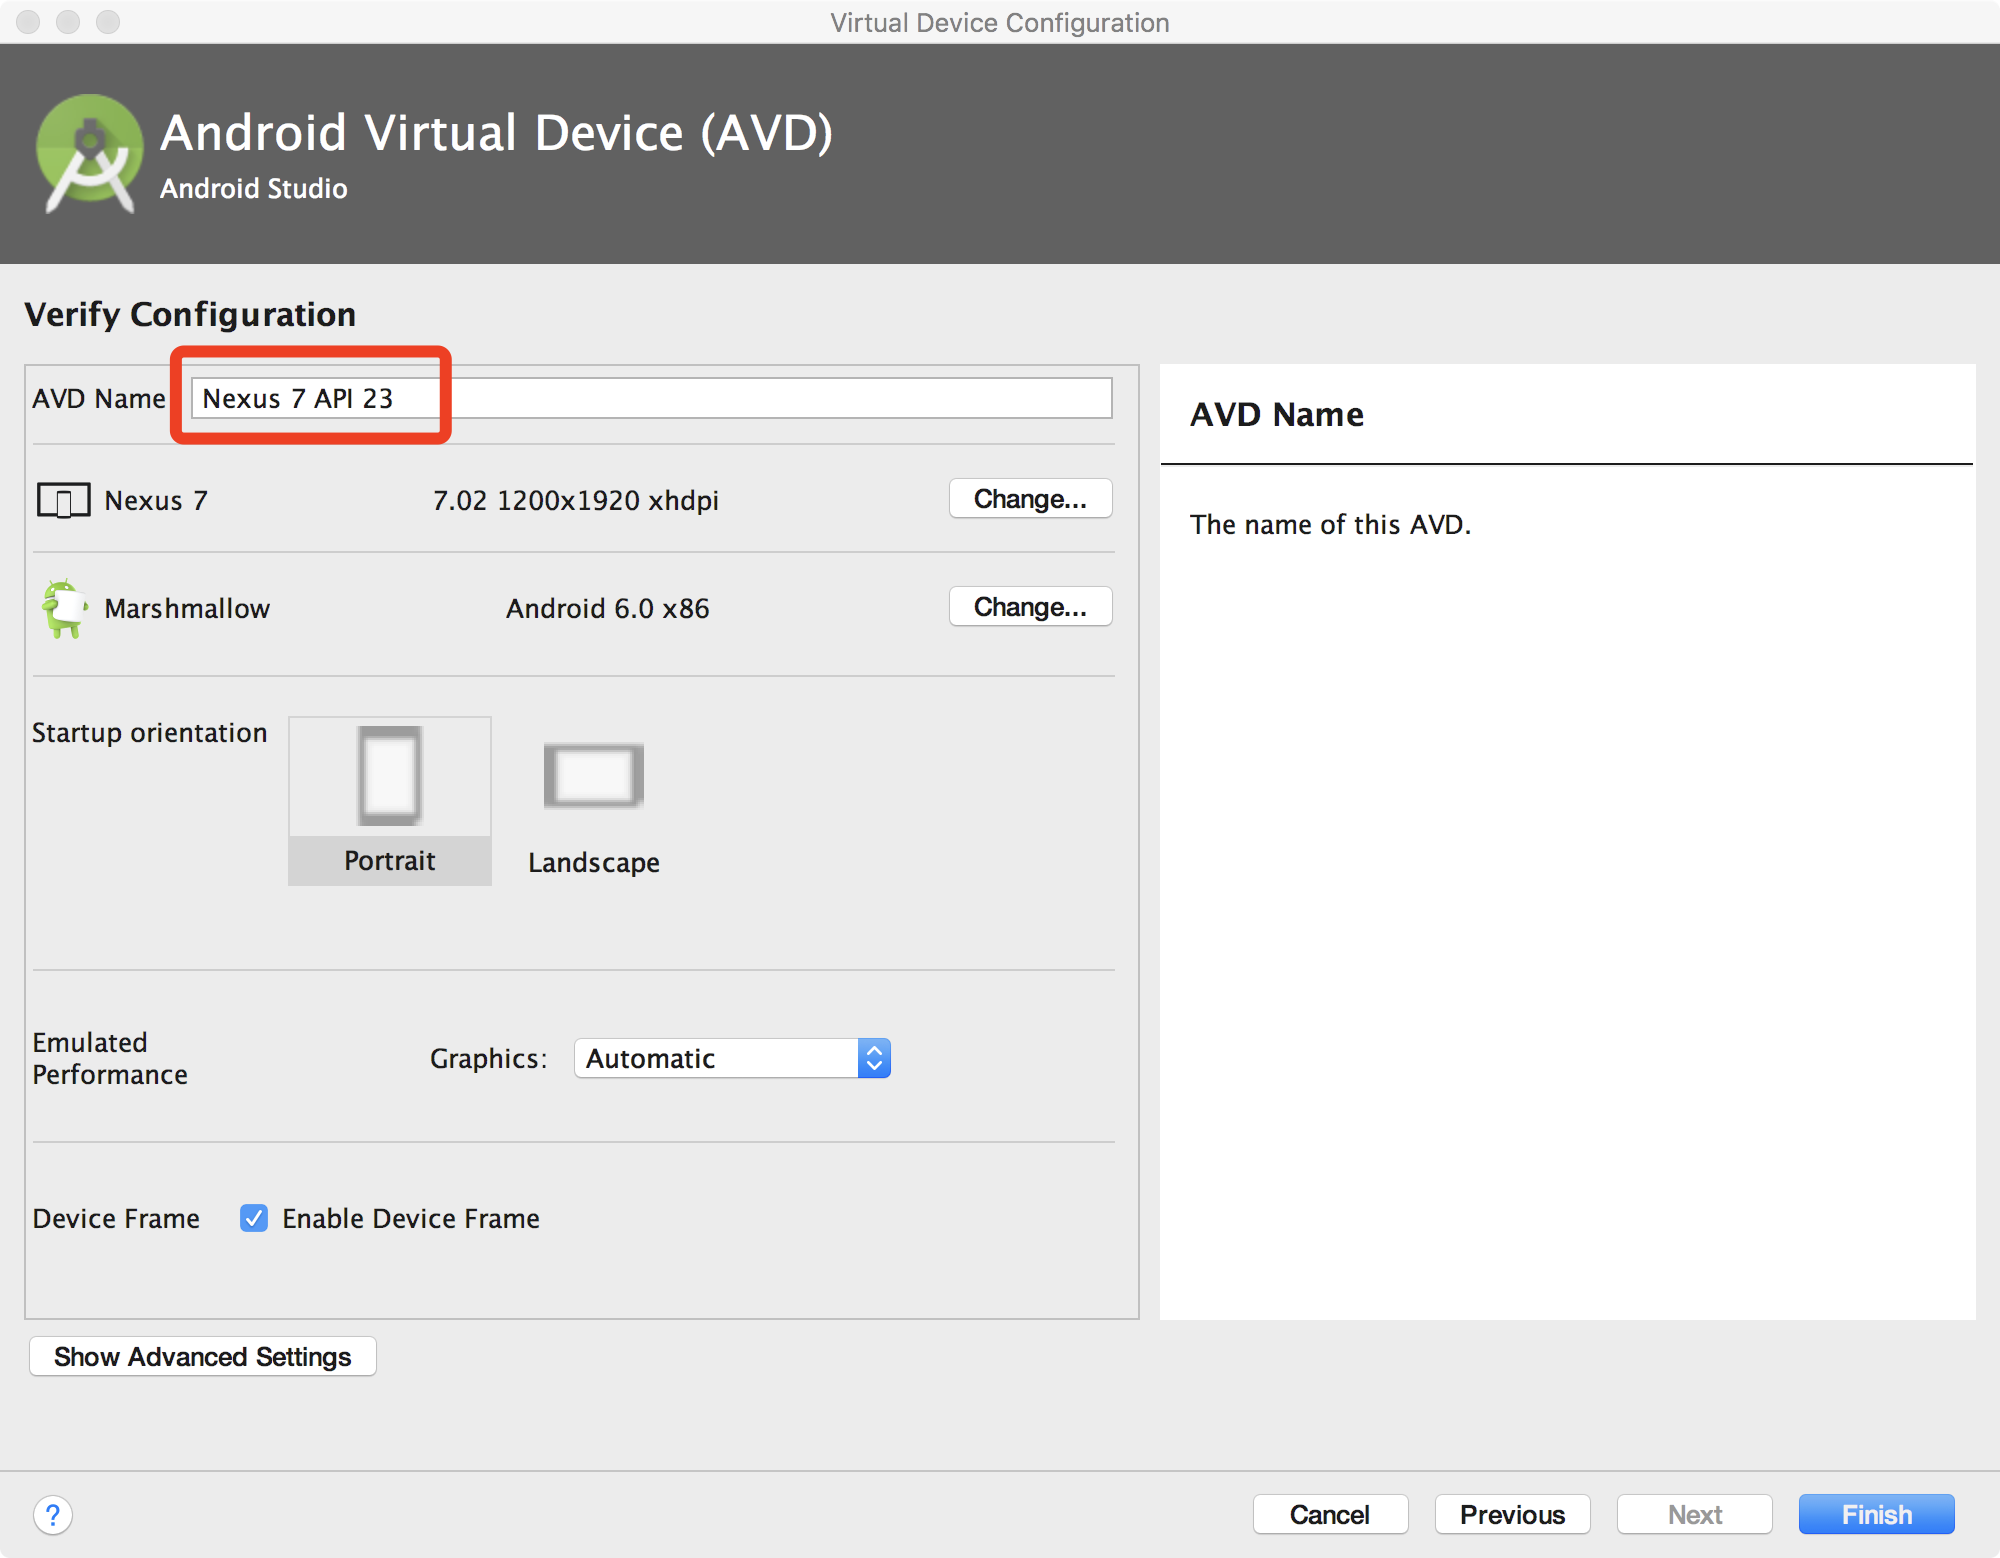 Virtual Device Configuration
Android Virtual Device (AVD)
Android Studio
Verify Configuration
AVD Name Nexus 7 API 23
Nexus 7 7.02 1200x1920 xhdpi Change...
Marshmallow Android 6.0 x86 Change...
Startup orientation
Portrait Landscape
Emulated
Performance
Graphics: Automatic
Device Frame Enable Device Frame
AVD Name
The name of this AVD.
Show Advanced Settings
? Cancel Previous Next Finish